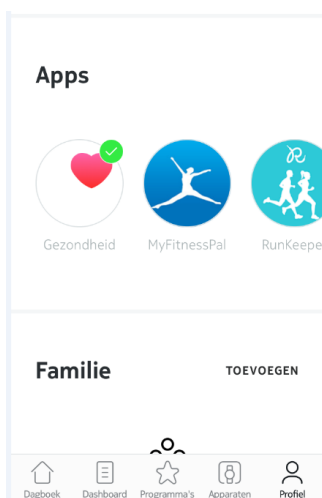 Apps
Gezondheid MyFitnessPal RunKeepe
Familie TOEVOEGEN
Dagboek Dashboard Programma's Apparaten Profiel